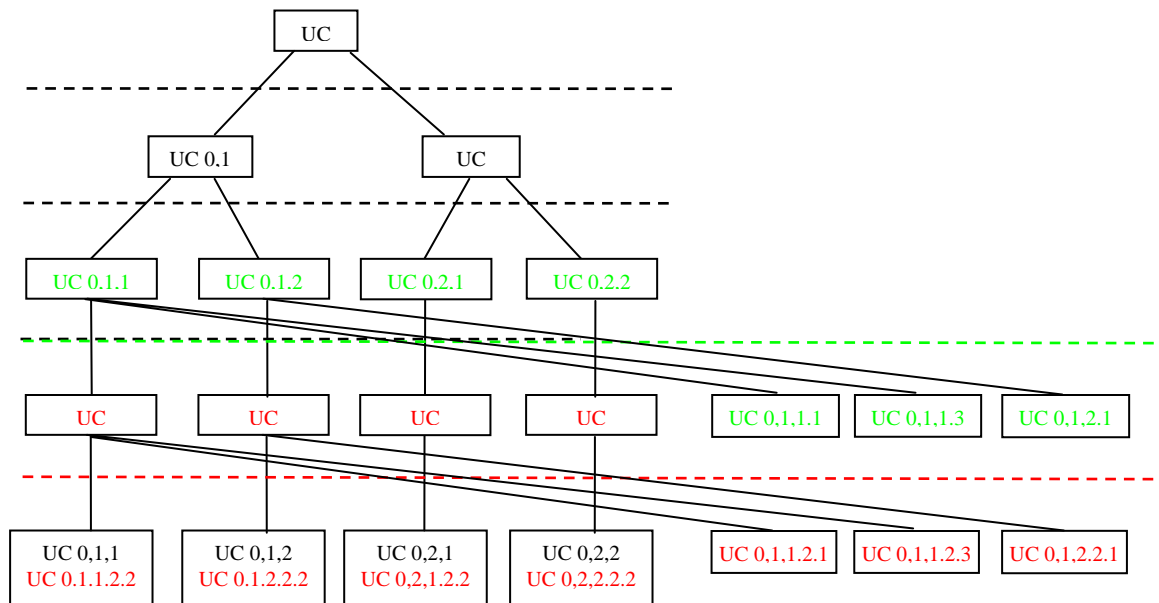 UC
UC 0,1
UC
UC 0,1,1
UC 0,1,2
UC 0,2,1
UC 0,2,2
UC
UC
UC
UC
UC 0,1,1.1
UC 0,1,1.3
UC 0,1,2.1
UC 0,1,1
UC 0.1.1.2.2
UC 0,1,2
UC 0.1.2.2.2
UC 0,2,1
UC 0,2,1.2.2
UC 0,2,2
UC 0,2,2.2.2
UC 0,1,1.2.1
UC 0,1,1.2.3
UC 0,1,2.2.1